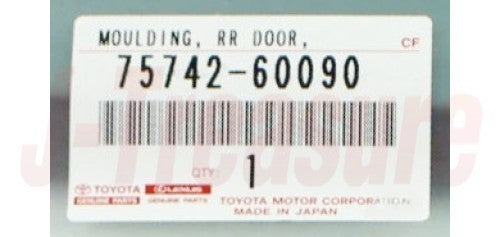 MOULDING, RR DOOR,
CF
75742-60090
QTY: 1
TOYOTA LEXUS
GENUINE PARTS GENUINE PARTS
TOYOTA MOTOR CORPORATION
MADE IN JAPAN
J-Treasure